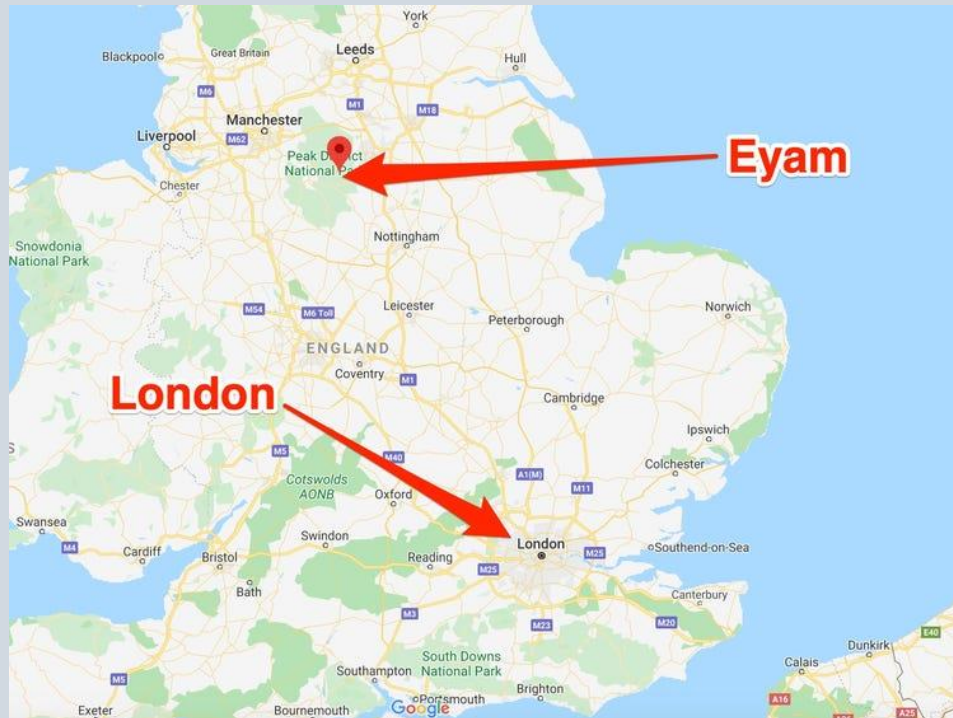 York
Leeds
Blackpool
Great Britain
Hull
M6
M1
M18
Manchester
Liverpool
M62
Eyam
Peak District
National Pa
Chester
Snowdonia
National Park
Nottingham
M54
M6 Toll
Leicester
Norwich
Peterborough
ENGLAND
Coventry
M1
London
Cambridge
Ipswich
S
M5
M40
Cotswolds
AONB
A1(M)
M11
Colchester
Oxford
Swansea
Swindon
London
M4
Cardiff
Bristol
Reading
M25
M25
Southend-on-Sea
Bath
Canterbury
M3
M23
M20
E40
Dunkirk
South Downs
National Park
Calais
Southampton
M5
Brighton
Portsmouth
A16
A25
Exeter
Bournemouth
Google